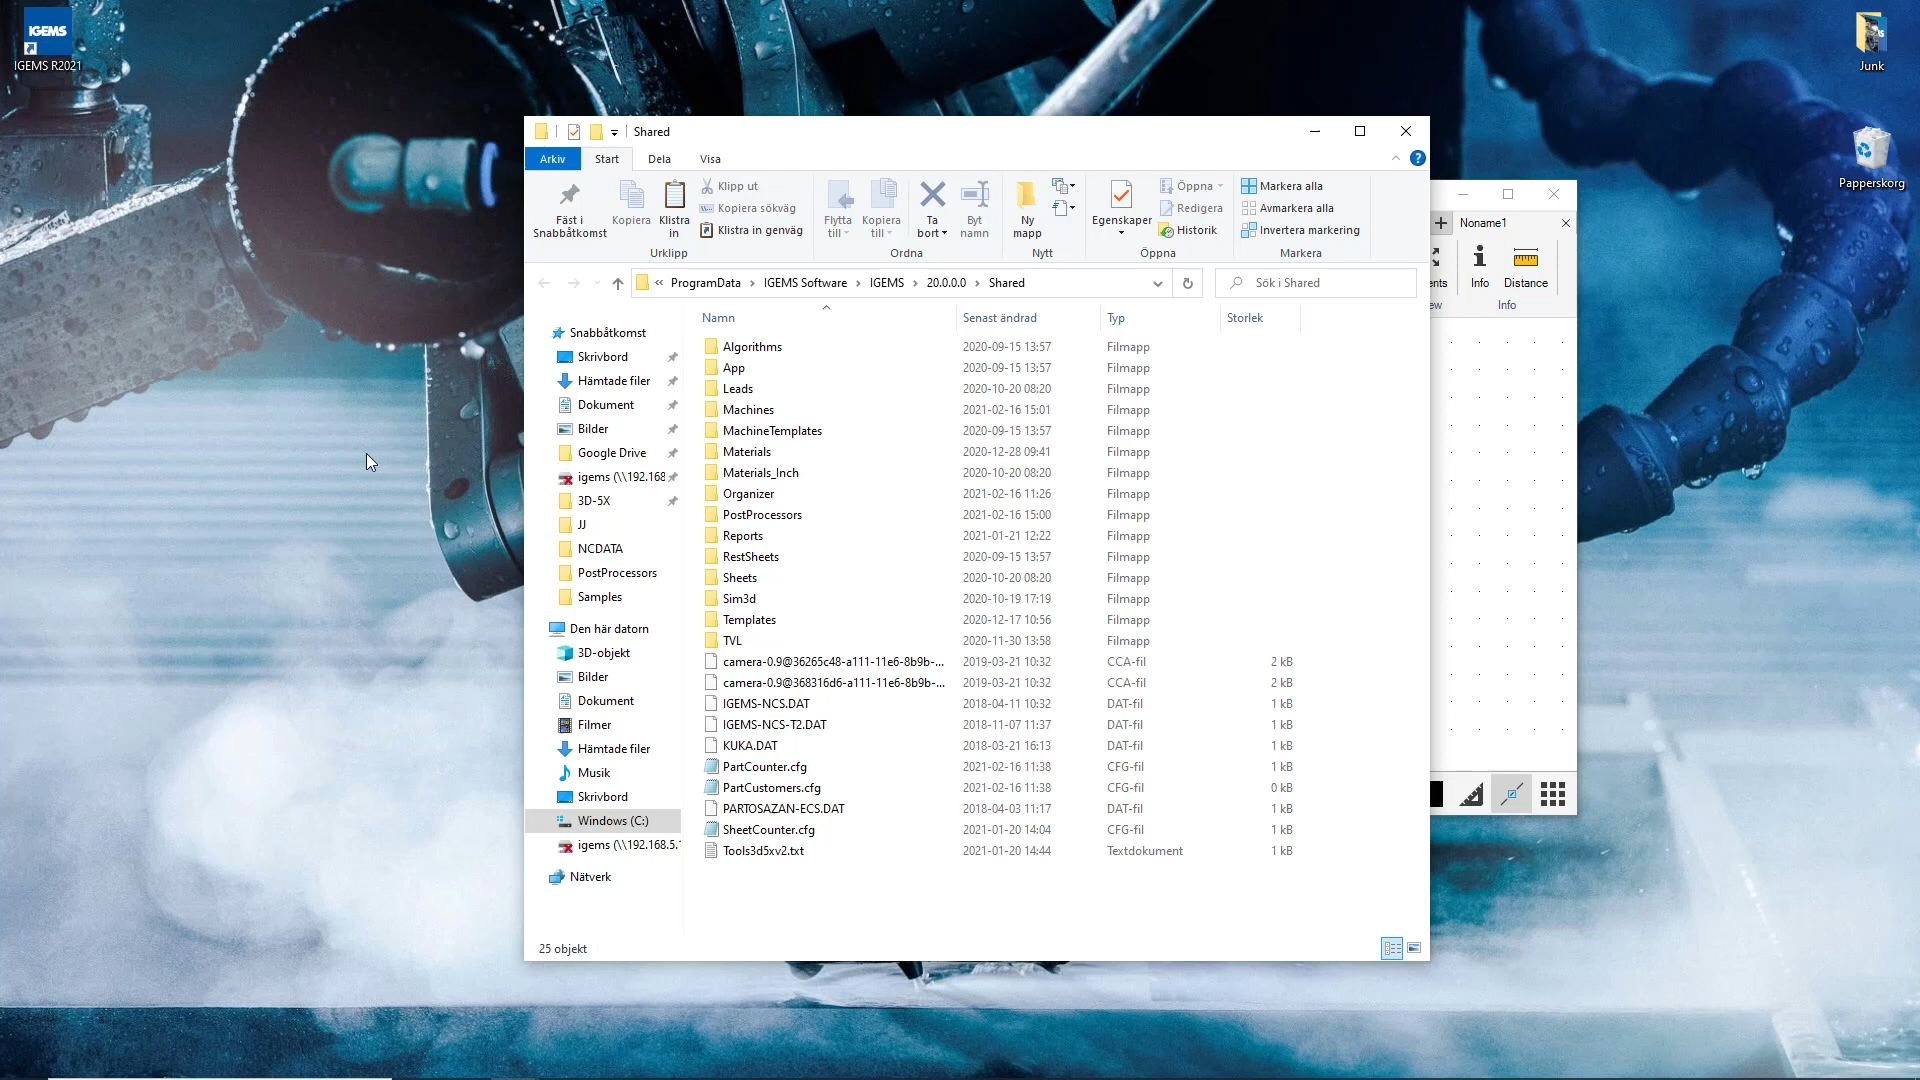 IGEMS
IGEMS R2021
Junk
Papperskorg
Shared
Arkiv
Start
Dela
Visa
Fäst i
Snabbåtkomst
Kopiera
Klistra
in
Klipp ut
Kopiera sökväg
Klistra in genväg
Urklipp
Flytta
till
Kopiera
till
Ta
bort
Byt
namn
Ordna
Ny
mapp
Nytt
Egenskaper
Öppna
Redigera
Historik
Öppna
Markera alla
Avmarkera alla
Invertera markering
Markera
« ProgramData > IGEMS Software > IGEMS > 20.0.0.0 > Shared
Sök i Shared
Snabbåtkomst
Skrivbord
Hämtade filer
Dokument
Bilder
Google Drive
igems (\\192.168
3D-5X
JJ
NCDATA
PostProcessors
Samples
Den här datorn
3D-objekt
Bilder
Dokument
Filmer
Hämtade filer
Musik
Skrivbord
Windows (C:)
igems (\\192.168.5.1
Nätverk
Namn Senast ändrad Typ Storlek
Algorithms 2020-09-15 13:57 Filmapp
App 2020-09-15 13:57 Filmapp
Leads 2020-10-20 08:20 Filmapp
Machines 2021-02-16 15:01 Filmapp
MachineTemplates 2020-09-15 13:57 Filmapp
Materials 2020-12-28 09:41 Filmapp
Materials_Inch 2020-10-20 08:20 Filmapp
Organizer 2021-02-16 11:26 Filmapp
PostProcessors 2021-02-16 15:00 Filmapp
Reports 2021-01-21 12:22 Filmapp
RestSheets 2020-09-15 13:57 Filmapp
Sheets 2020-10-20 08:20 Filmapp
Sim3d 2020-10-19 17:19 Filmapp
Templates 2020-12-17 10:56 Filmapp
TVL 2020-11-30 13:58 Filmapp
camera-0.9@36265c48-a111-11e6-8b9b-... 2019-03-21 10:32 CCA-fil 2 kB
camera-0.9@368316d6-a111-11e6-8b9b-... 2019-03-21 10:32 CCA-fil 2 kB
IGEMS-NCS.DAT 2018-04-11 10:32 DAT-fil 1 kB
IGEMS-NCS-T2.DAT 2018-11-07 11:37 DAT-fil 1 kB
KUKA.DAT 2018-03-21 16:13 DAT-fil 1 kB
PartCounter.cfg 2021-02-16 11:38 CFG-fil 1 kB
PartCustomers.cfg 2021-02-16 11:38 CFG-fil 0 kB
PARTOSAZAN-ECS.DAT 2018-04-03 11:17 DAT-fil 1 kB
SheetCounter.cfg 2021-01-20 14:04 CFG-fil 1 kB
Tools3d5xv2.txt 2021-01-20 14:44 Textdokument 1 kB
25 objekt
Noname1
ents
Info
Distance
ew
Info